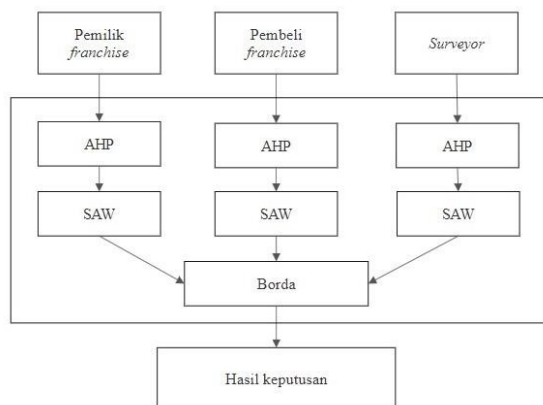 Pemilik
franchise
Pembeli
franchise
Surveyor
AHP
AHP
AHP
SAW
SAW
SAW
Borda
Hasil keputusan